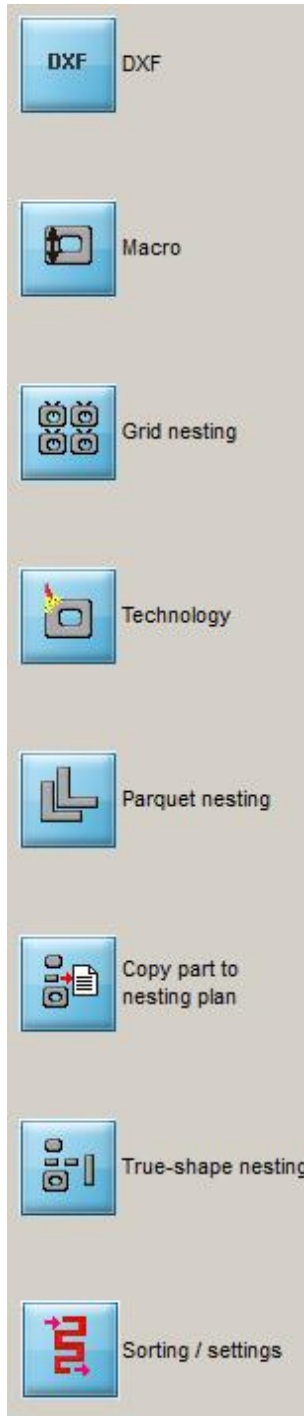 DXF DXF
Macro
Grid nesting
Technology
Parquet nesting
Copy part to
nesting plan
True-shape nesting
Sorting / settings